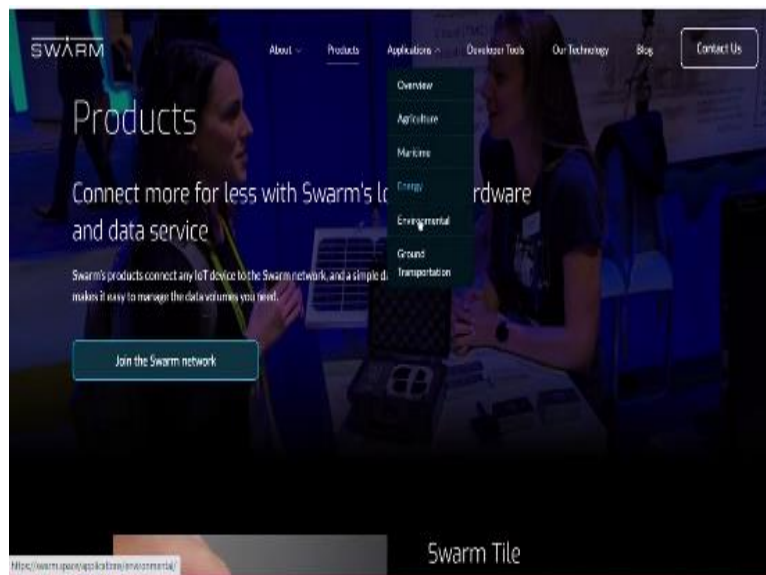 SWARM
About
Products
Applications
Developer Tools
Our Technology
Blog
Contact Us
Overview
Agriculture
Maritime
Energy
Environmental
Ground
Transportation
Products
Connect more for less with Swarm's lo rdware
and data service
Swarm's products connect any IoT device to the Swarm network, and a simple d
makes it easy to manage the data volumes you need.
Join the Swarm network
Swarm Tile
https://swarm.space/applications/environmental/